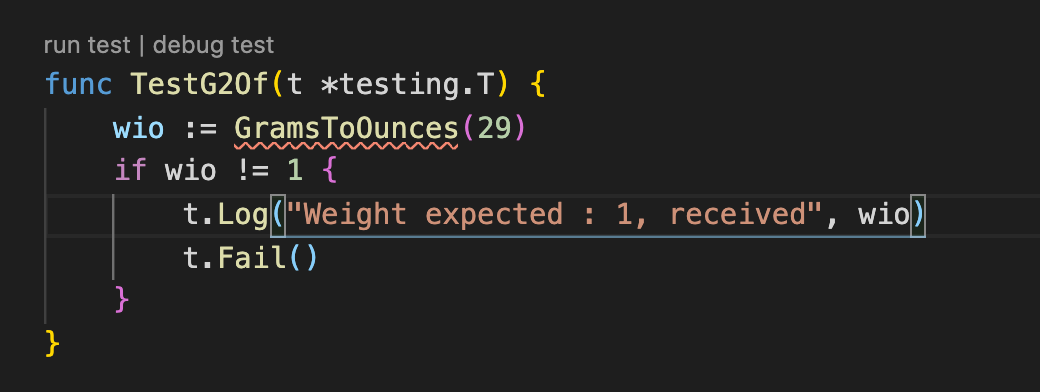 run test | debug test
func TestG2Of(t *testing.T) {
wio := GramsToOunces(29)
if wio != 1 {
t.Log("Weight expected : 1, received", wio)
t.Fail()
}
}